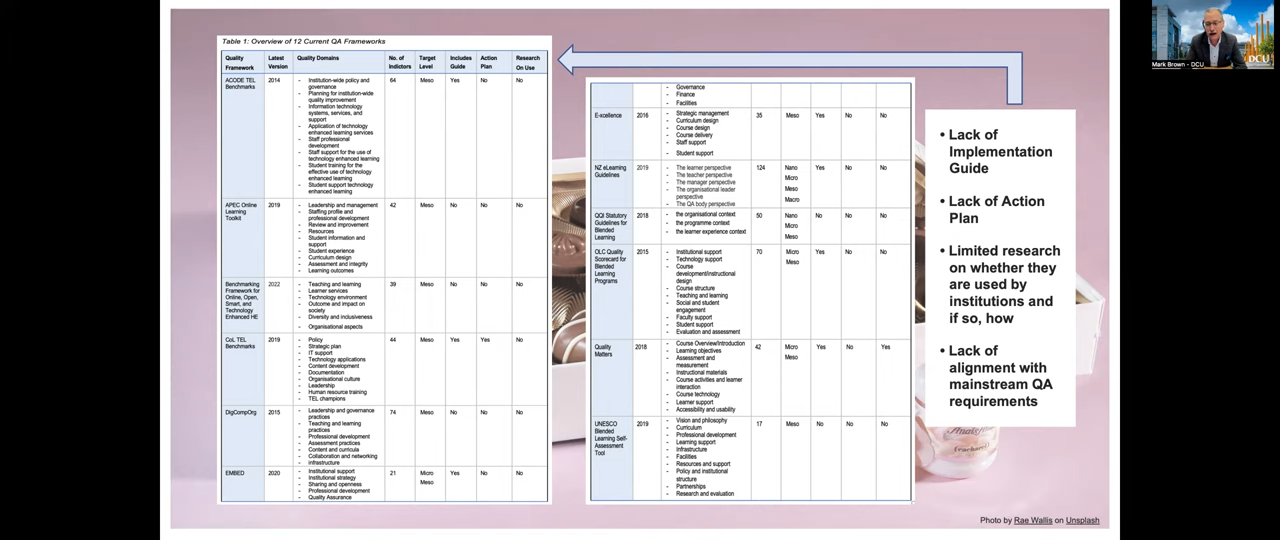 Table 1: Overview of 12 Current QA Frameworks
Quality Framework | Latest Version | Quality Domains | No. of Indictors | Target Level | Includes Guide | Action Plan | Research On Use
ACODE TEL Benchmarks | 2014 | 64 | Meso | Yes | No | No
- Institution-wide policy and governance
- Planning for institution-wide quality improvement
- Information technology systems, services, and support
- Application of technology enhanced learning services
- Staff professional development
- Staff support for the use of technology enhanced learning
- Student training for the effective use of technology enhanced learning
- Student support technology enhanced learning
APEC Online Learning Toolkit | 2019 | 42 | Meso | No | No | No
- Leadership and management
- Staffing profile and professional development
- Review and improvement
- Resources
- Student information and support
- Student experience
- Curriculum design
- Assessment and integrity
- Learning outcomes
Benchmarking Framework for Online, Open, Smart, and Technology Enhanced HE | 2022 | 39 | Meso | No | No | No
- Teaching and learning
- Learner services
- Technology environment
- Outcome and impact on society
- Diversity and inclusiveness
- Organisational aspects
CoL TEL Benchmarks | 2019 | 44 | Meso | Yes | Yes | No
- Policy
- Strategic plan
- IT support
- Technology applications
- Content development
- Documentation
- Organisational culture
- Leadership
- Human resource training
- TEL champions
DigCompOrg | 2015 | 74 | Meso | No | No | No
- Leadership and governance practices
- Teaching and learning practices
- Professional development
- Assessment practices
- Content and curricula
- Collaboration and networking
- Infrastructure
EMBED | 2020 | 21 | Micro Meso | Yes | No | No
- Institutional support
- Institutional strategy
- Sharing and openness
- Professional development
- Quality Assurance
- Governance
- Finance
- Facilities
E-xcellence | 2016 | 35 | Meso | Yes | No | No
- Strategic management
- Curriculum design
- Course design
- Course delivery
- Staff support
- Student support
NZ eLearning Guidelines | 2019 | 124 | Nano Micro Meso Macro | Yes | No | No
- The learner perspective
- The teacher perspective
- The manager perspective
- The organisational leader perspective
- The QA body perspective
QQI Statutory Guidelines for Blended Learning | 2018 | 50 | Nano Micro Meso | No | No | No
- the organisational context
- the programme context
- the learner experience context
OLC Quality Scorecard for Blended Learning Programs | 2015 | 70 | Micro Meso | Yes | No | No
- Institutional support
- Technology support
- Course development/instructional design
- Course structure
- Teaching and learning
- Social and student engagement
- Faculty support
- Student support
- Evaluation and assessment
Quality Matters | 2018 | 42 | Micro Meso | Yes | No | Yes
- Course Overview/Introduction
- Learning objectives
- Assessment and measurement
- Instructional materials
- Course activities and learner interaction
- Course technology
- Learner support
- Accessibility and usability
UNESCO Blended Learning Self-Assessment Tool | 2019 | 17 | Meso | No | No | No
- Vision and philosophy
- Curriculum
- Professional development
- Learning support
- Infrastructure
- Facilities
- Resources and support
- Policy and institutional structure
- Partnerships
- Research and evaluation
• Lack of
Implementation
Guide
• Lack of Action
Plan
• Limited research
on whether they
are used by
institutions and
if so, how
• Lack of
alignment with
mainstream QA
requirements
Photo by Rae Wallis on Unsplash
Mark Brown - DCU
DCU